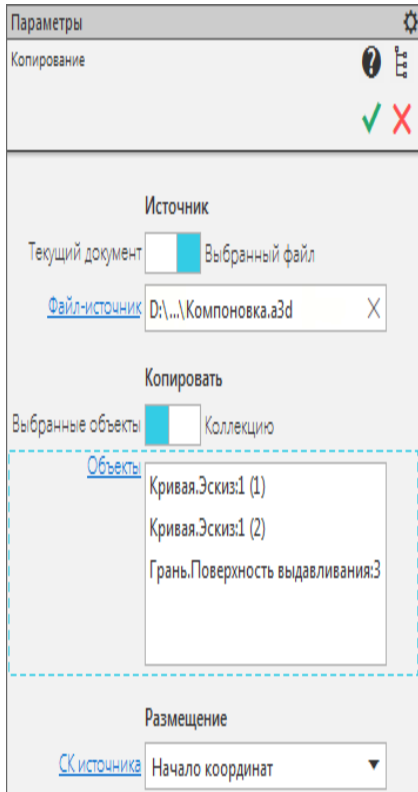 Параметры
Копирование
Источник
Текущий документ Выбранный файл
Файл-источник D:\...\Компоновка.a3d
Копировать
Выбранные объекты Коллекцию
Объекты
Кривая.Эскиз:1 (1)
Кривая.Эскиз:1 (2)
Грань.Поверхность выдавливания:3
Размещение
СК источника Начало координат